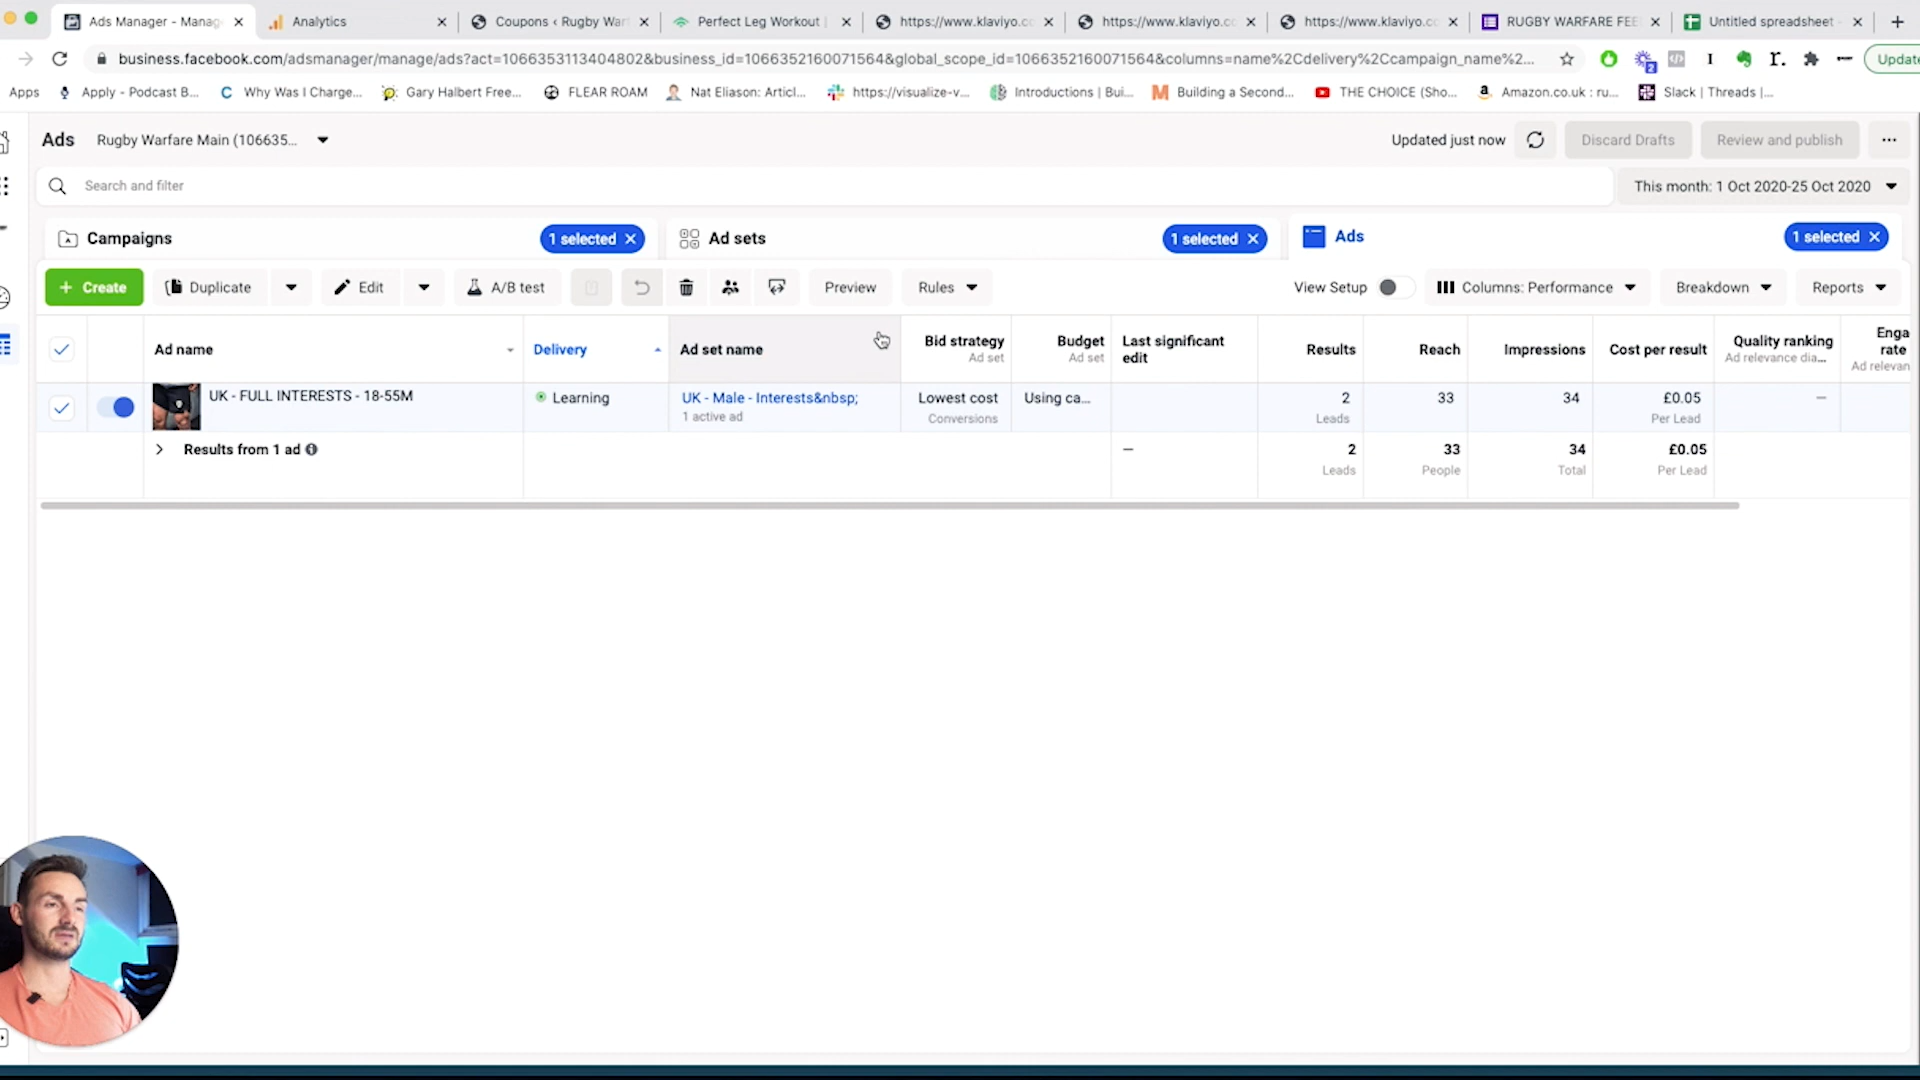 Ads Manager - Manag
Analytics
Coupons ‹ Rugby War
Perfect Leg Workout |
https://www.klaviyo.c
https://www.klaviyo.c
https://www.klaviyo.c
RUGBY WARFARE FEE
Untitled spreadsheet -
business.facebook.com/adsmanager/manage/ads?act=1066353113404802&business_id=1066352160071564&global_scope_id=1066352160071564&columns=name%2Cdelivery%2Ccampaign_name%2...
2
Update
Apps
Apply - Podcast B...
Why Was I Charge...
Gary Halbert Free...
FLEAR ROAM
Nat Eliason: Articl...
https://visualize-v...
Introductions | Bui...
Building a Second...
THE CHOICE (Sho...
Amazon.co.uk : ru...
Slack | Threads |...
Ads
Rugby Warfare Main (106635...
Updated just now
Discard Drafts
Review and publish
Search and filter
This month: 1 Oct 2020-25 Oct 2020
Campaigns
1 selected
Ad sets
1 selected
Ads
1 selected
+ Create
Duplicate
Edit
A/B test
Preview
Rules
View Setup
Columns: Performance
Breakdown
Reports
Ad name
Delivery
Ad set name
Bid strategy
Ad set
Budget
Ad set
Last significant
edit
Results
Reach
Impressions
Cost per result
Quality ranking
Ad relevance dia...
Enga
rate
Ad relevan
UK - FULL INTERESTS - 18-55M
Learning
UK - Male - Interests&nbsp;
1 active ad
Lowest cost
Conversions
Using ca...
2
Leads
33
34
£0.05
Per Lead
—
Results from 1 ad
—
2
Leads
33
People
34
Total
£0.05
Per Lead